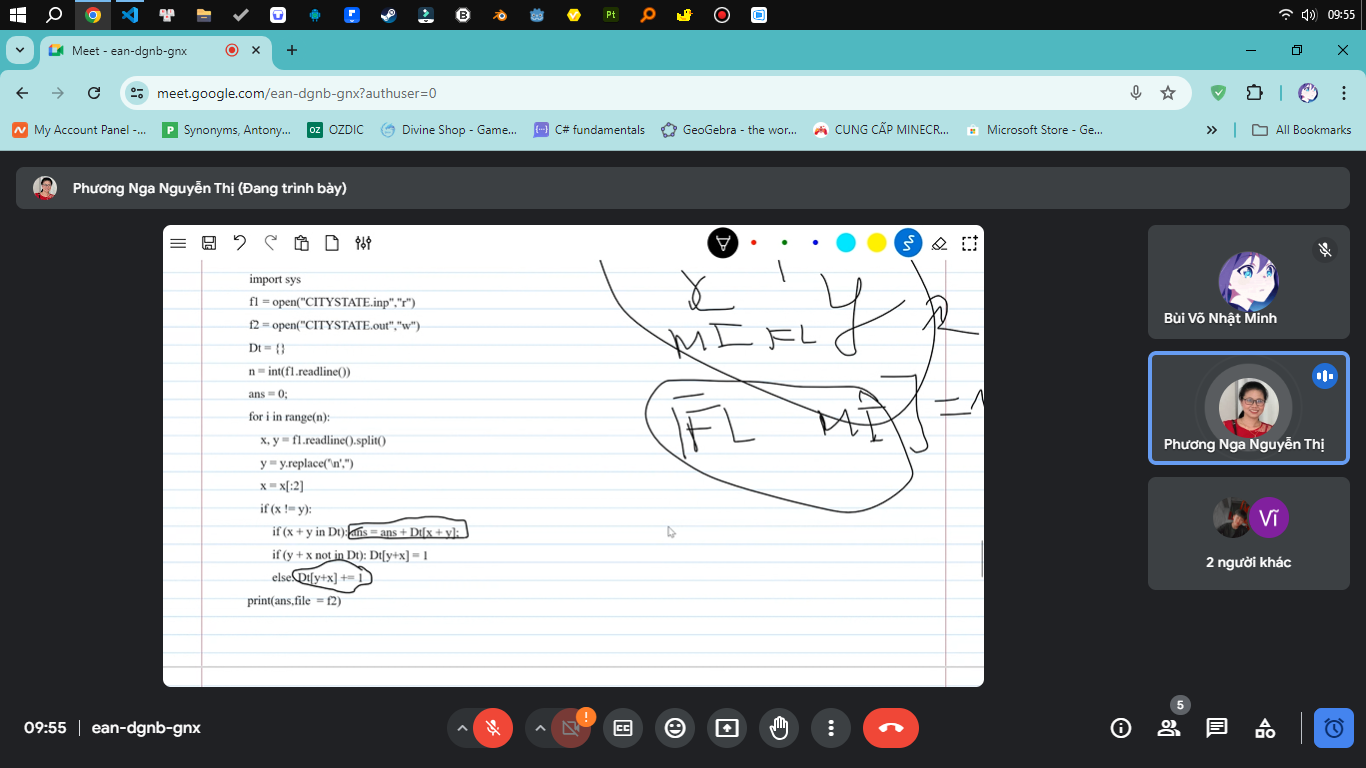 09:55
Meet - ean-dgnb-gnx
meet.google.com/ean-dgnb-gnx?authuser=0
My Account Panel -...
Synonyms, Antony...
OZ OZDIC
Divine Shop - Game...
C# fundamentals
GeoGebra - the wor...
CUNG CẤP MINECR...
Microsoft Store - Ge...
All Bookmarks
Phương Nga Nguyễn Thị (Đang trình bày)
import sys
f1 = open("CITYSTATE.inp","r")
f2 = open("CITYSTATE.out","w")
Dt = {}
n = int(f1.readline())
ans = 0;
for i in range(n):
x, y = f1.readline().split()
y = y.replace('\n','')
x = x[:2]
if (x != y):
if (x + y in Dt): ans = ans + Dt[x + y];
if (y + x not in Dt): Dt[y+x] = 1
else: Dt[y+x] += 1
print(ans,file = f2)
x y
MI FL
FL MI
Bùi Võ Nhật Minh
Phương Nga Nguyễn Thị
Vĩ
2 người khác
09:55
ean-dgnb-gnx
5